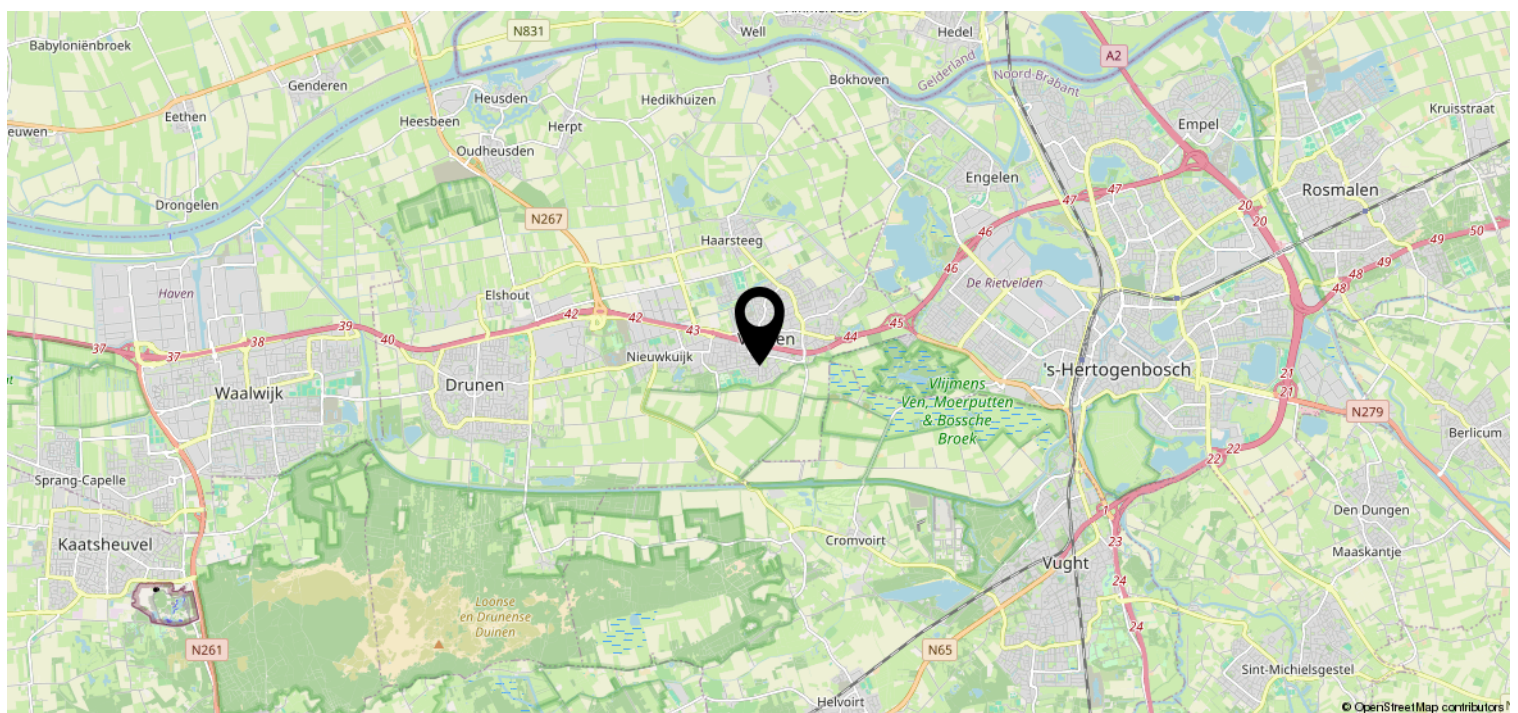 N831
Well
Hedel
A2
Babyloniënbroek
Genderen
Bokhoven
Gelderland
Noord-Brabant
Heusden
Hedikhuizen
Kruisstraat
Eethen
Heesbeen
Herpt
Empel
euwen
Oudheusden
Engelen
47
47
Rosmalen
Drongelen
N267
46
20
20
Haarsteeg
49
50
49
46
48
48
Haven
Elshout
De Rietvelden
42
42
43
44
45
39
40
38
37
37
Nieuwkuijk
Waalwijk
Drunen
's-Hertogenbosch
21
21
Vlijmens
Ven, Moerputten
& Bossche
Broek
N279
Berlicum
22
22
Sprang-Capelle
1
Den Dungen
Kaatsheuvel
Cromvoirt
23
Maaskantje
Vught
24
Loonse
en Drunense
Duinen
24
N261
N65
Sint-Michielsgestel
Helvoirt
© OpenStreetMap contributors